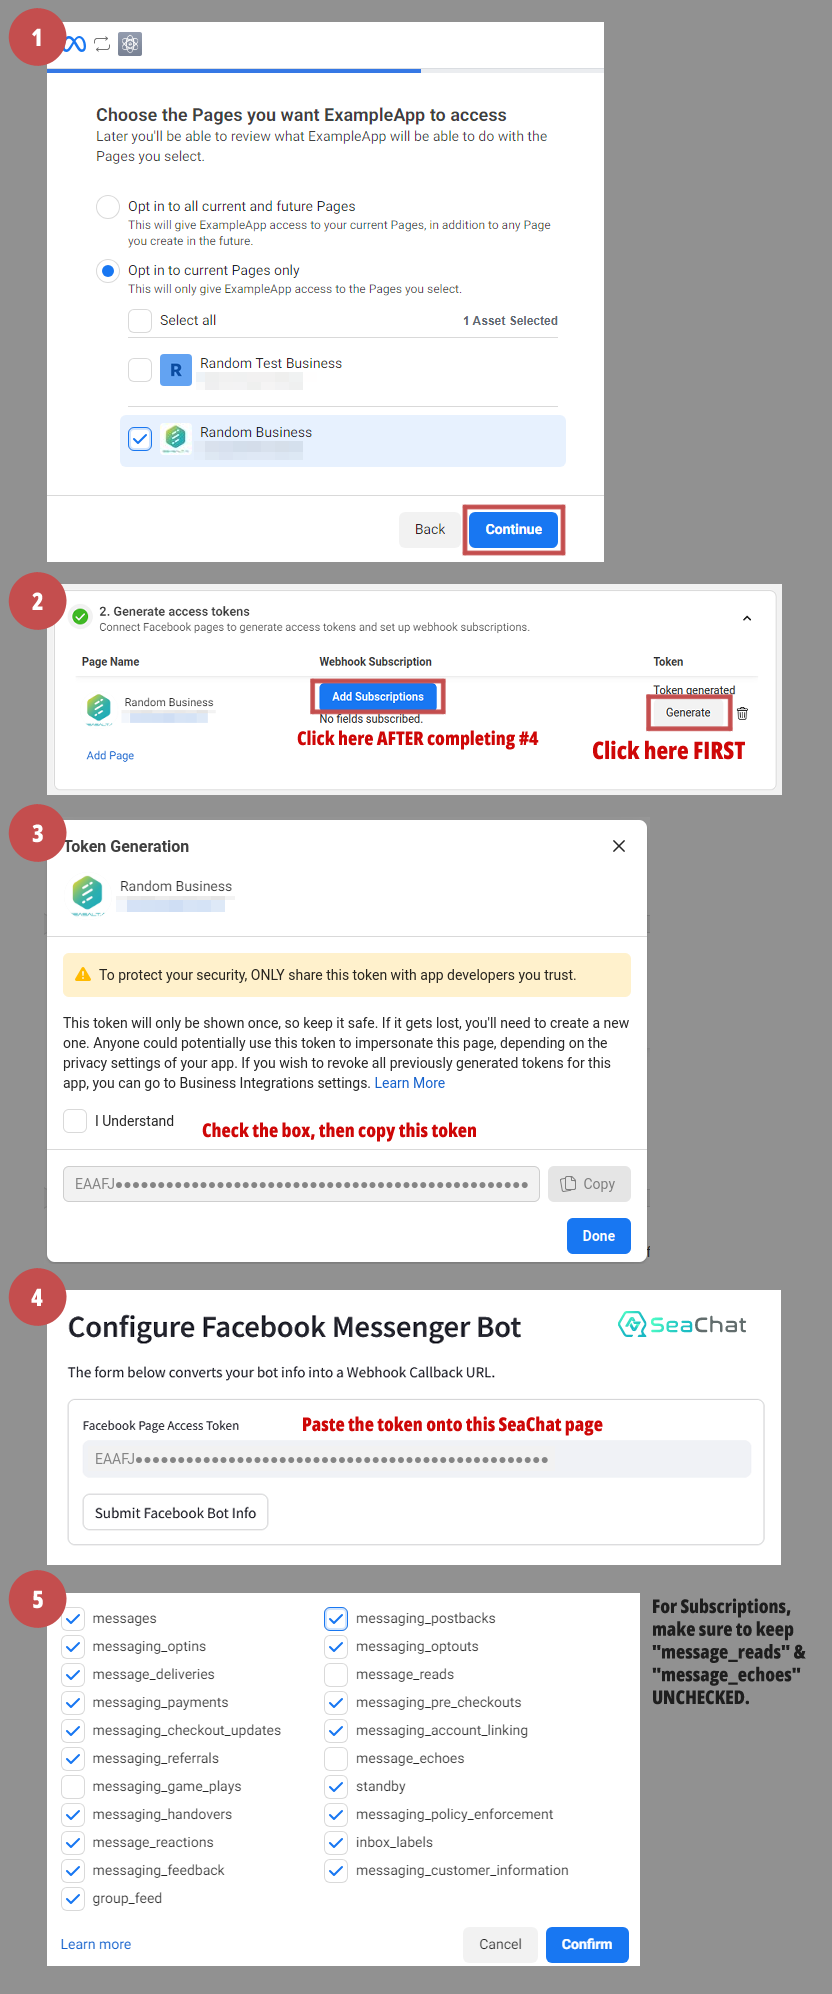 1
Choose the Pages you want ExampleApp to access
Later you'll be able to review what ExampleApp will be able to do with the
Pages you select.
Opt in to all current and future Pages
This will give ExampleApp access to your current Pages, in addition to any Page
you create in the future.
Opt in to current Pages only
This will only give ExampleApp access to the Pages you select.
Select all
1 Asset Selected
R
Random Test Business
Random Business
Back
Continue
2
2. Generate access tokens
Connect Facebook pages to generate access tokens and set up webhook subscriptions.
Page Name
Webhook Subscription
Token
Random Business
Add Subscriptions
No fields subscribed.
Token generated
Generate
Click here AFTER completing #4
Click here FIRST
Add Page
3
Token Generation
Random Business
To protect your security, ONLY share this token with app developers you trust.
This token will only be shown once, so keep it safe. If it gets lost, you'll need to create a new
one. Anyone could potentially use this token to impersonate this page, depending on the
privacy settings of your app. If you wish to revoke all previously generated tokens for this
app, you can go to Business Integrations settings. Learn More
I Understand
Check the box, then copy this token
EAAFJ•••••••••••••••••••••••••••••••••••••••••••••••••
Copy
Done
4
Configure Facebook Messenger Bot
SeaChat
The form below converts your bot info into a Webhook Callback URL.
Facebook Page Access Token
Paste the token onto this SeaChat page
EAAFJ•••••••••••••••••••••••••••••••••••••••••••••••••
Submit Facebook Bot Info
5
messages
messaging_postbacks
messaging_optins
messaging_optouts
message_deliveries
message_reads
messaging_payments
messaging_pre_checkouts
messaging_checkout_updates
messaging_account_linking
messaging_referrals
message_echoes
messaging_game_plays
standby
messaging_handovers
messaging_policy_enforcement
message_reactions
inbox_labels
messaging_feedback
messaging_customer_information
group_feed
Learn more
Cancel
Confirm
For Subscriptions,
make sure to keep
"message_reads" &
"message_echoes"
UNCHECKED.